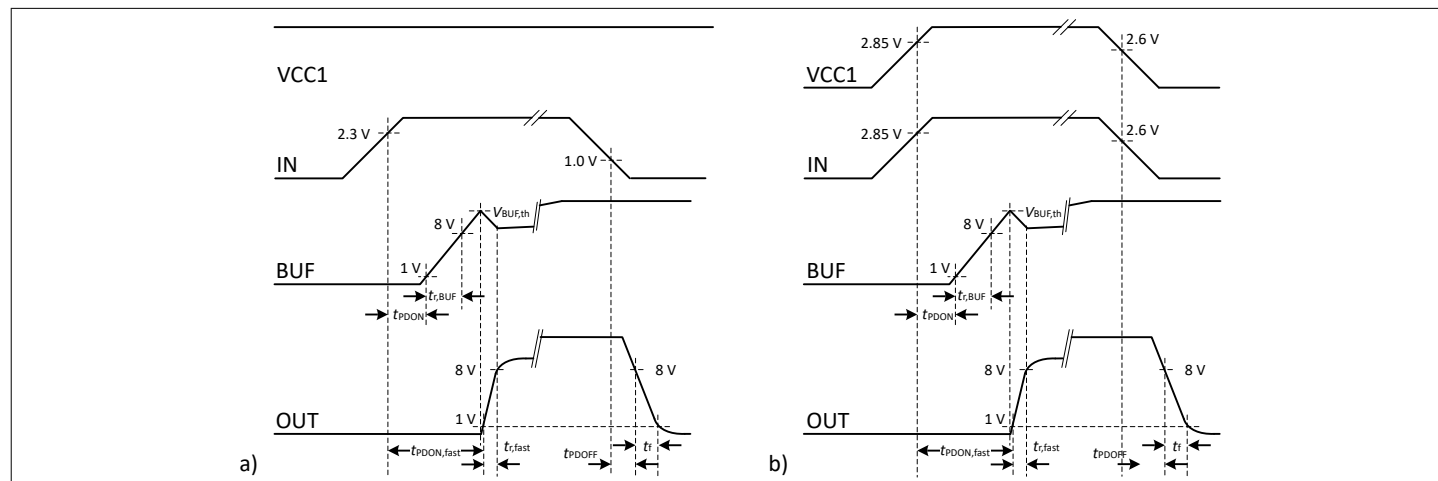 VCC1
2.3 V
1.0 V
IN
VBUF,th
8 V
1 V
BUF
tr,BUF
tPDON
8 V
8 V
1 V
OUT
tPDON,fast
tr,fast
tPDOFF
tf
a)
2.85 V
2.6 V
VCC1
2.85 V
2.6 V
IN
VBUF,th
8 V
1 V
BUF
tr,BUF
tPDON
8 V
8 V
1 V
OUT
tPDON,fast
tr,fast
tPDOFF
tf
b)